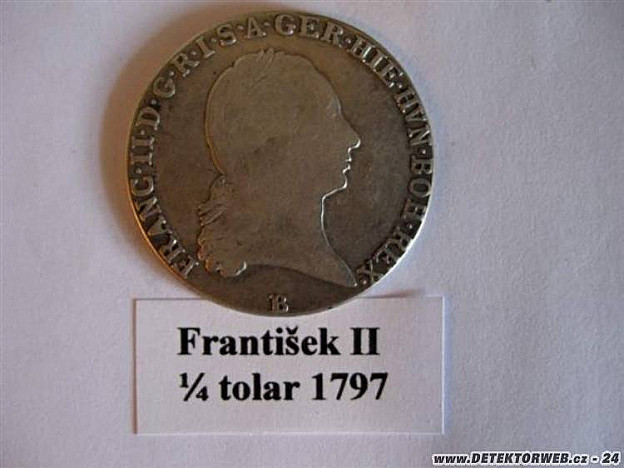 FRANC·II·D·G·R·I·S·A·GER·HIE·HVN·BOH·REX·
B
František II
¼ tolar 1797
www.DETEKTORWEB.cz - 24